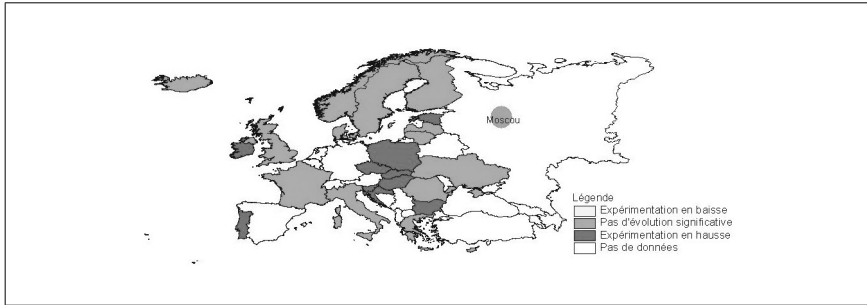 Moscou
Légende
Expérimentation en baisse
Pas d'évolution significative
Expérimentation en hausse
Pas de données